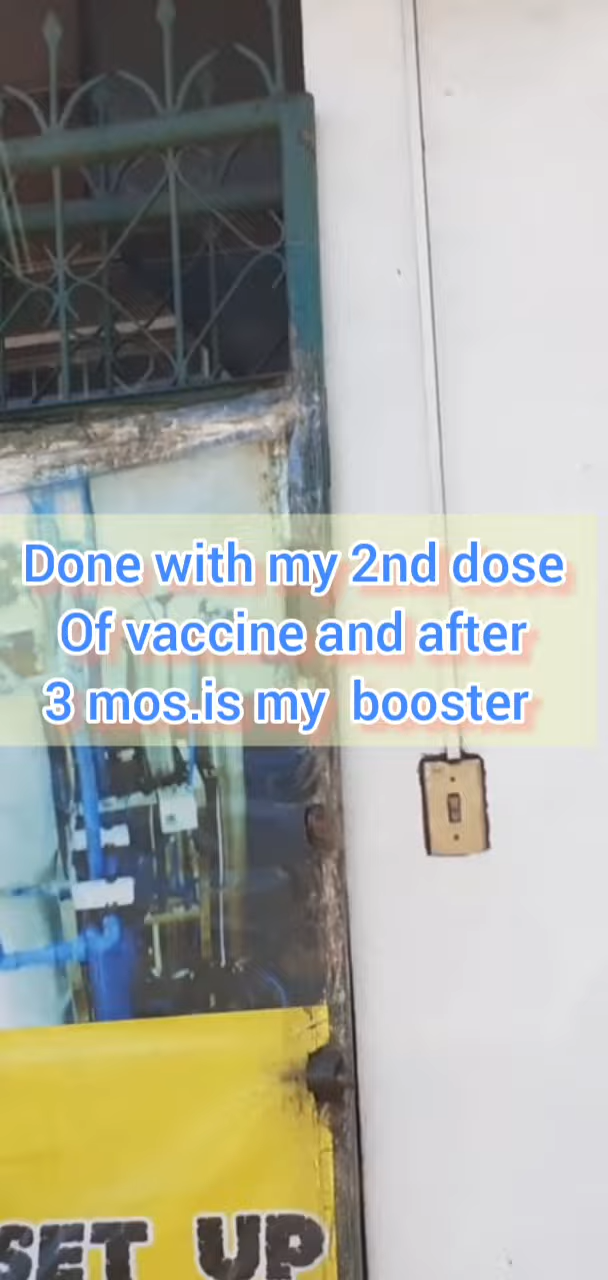 Done with my 2nd dose
Of vaccine and after
3 mos.is my  booster
SET UP